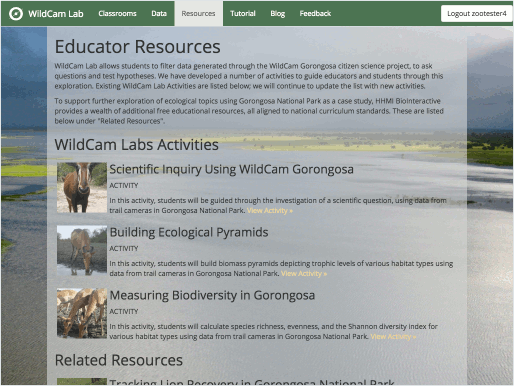 WildCam Lab Classrooms Data Resources Tutorial Blog Feedback Logout zootester4
Educator Resources
WildCam Lab allows students to filter data generated through the WildCam Gorongosa citizen science project, to ask
questions and test hypotheses. We have developed a number of activities to guide educators and students through this
exploration. Existing WildCam Lab Activities are listed below; we will continue to update the list with new activities.
To support further exploration of ecological topics using Gorongosa National Park as a case study, HHMI BioInteractive
provides a wealth of additional free educational resources, all aligned to national curriculum standards. These are listed
below under "Related Resources".
WildCam Labs Activities
Scientific Inquiry Using WildCam Gorongosa
ACTIVITY
In this activity, students will be guided through the investigation of a scientific question, using data from
trail cameras in Gorongosa National Park. View Activity »
Building Ecological Pyramids
ACTIVITY
In this activity, students will build biomass pyramids depicting trophic levels of various habitat types using
data from trail cameras in Gorongosa National Park. View Activity »
Measuring Biodiversity in Gorongosa
ACTIVITY
In this activity, students will calculate species richness, evenness, and the Shannon diversity index for
various habitat types using data from trail cameras in Gorongosa National Park. View Activity »
Related Resources
Tracking Lion Recovery in Gorongosa National Park